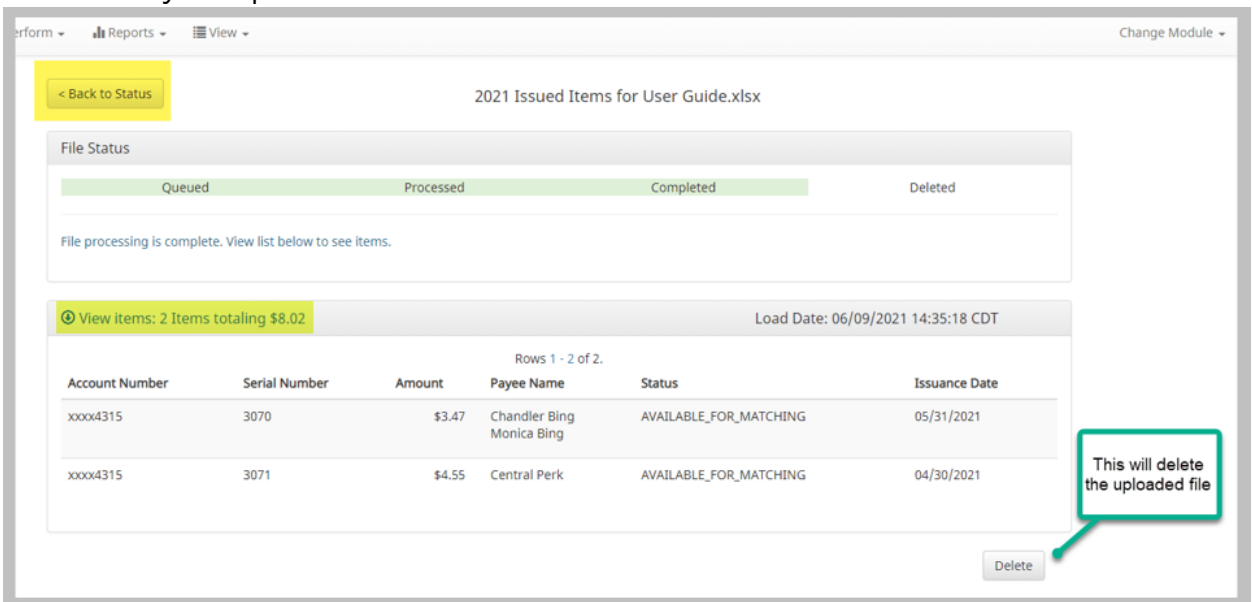 Reports View Change Module
< Back to Status
2021 Issued Items for User Guide.xlsx
File Status
Queued Processed Completed Deleted
File processing is complete. View list below to see items.
View items: 2 Items totaling $8.02 Load Date: 06/09/2021 14:35:18 CDT
Rows 1 - 2 of 2.
Account Number Serial Number Amount Payee Name Status Issuance Date
xxxx4315 3070 $3.47 Chandler Bing AVAILABLE_FOR_MATCHING 05/31/2021
Monica Bing
xxxx4315 3071 $4.55 Central Perk AVAILABLE_FOR_MATCHING 04/30/2021
This will delete
the uploaded file
Delete